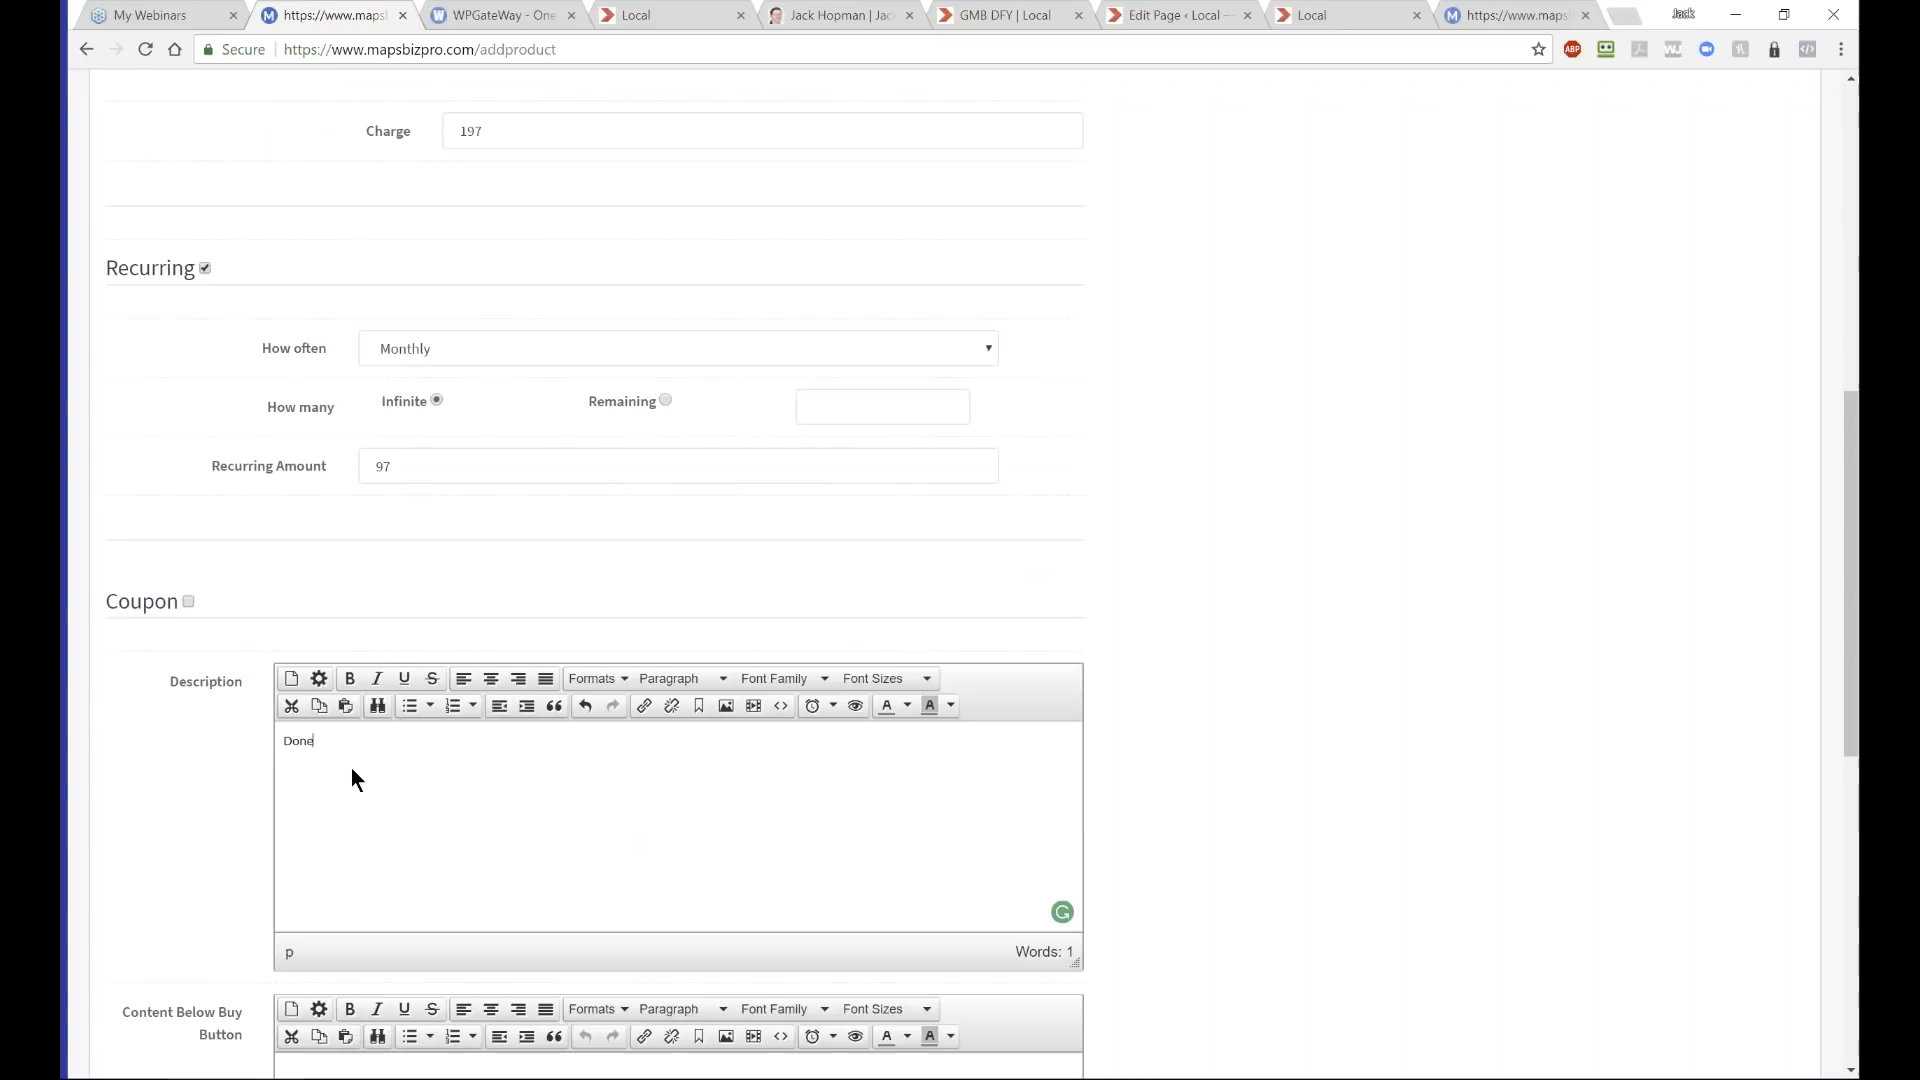 My Webinars
https://www.maps
WPGateWay - One
Local
Jack Hopman | Jac
GMB DFY | Local
Edit Page ‹ Local –
Local
https://www.maps
Jack
Secure
https://www.mapsbizpro.com/addproduct
ABP
Charge
197
Recurring
How often
Monthly
How many
Infinite
Remaining
Recurring Amount
97
Coupon
Description
B I U S
Formats
Paragraph
Font Family
Font Sizes
A
A
Done
p
Words: 1
Content Below Buy
Button
B I U S
Formats
Paragraph
Font Family
Font Sizes
A
A